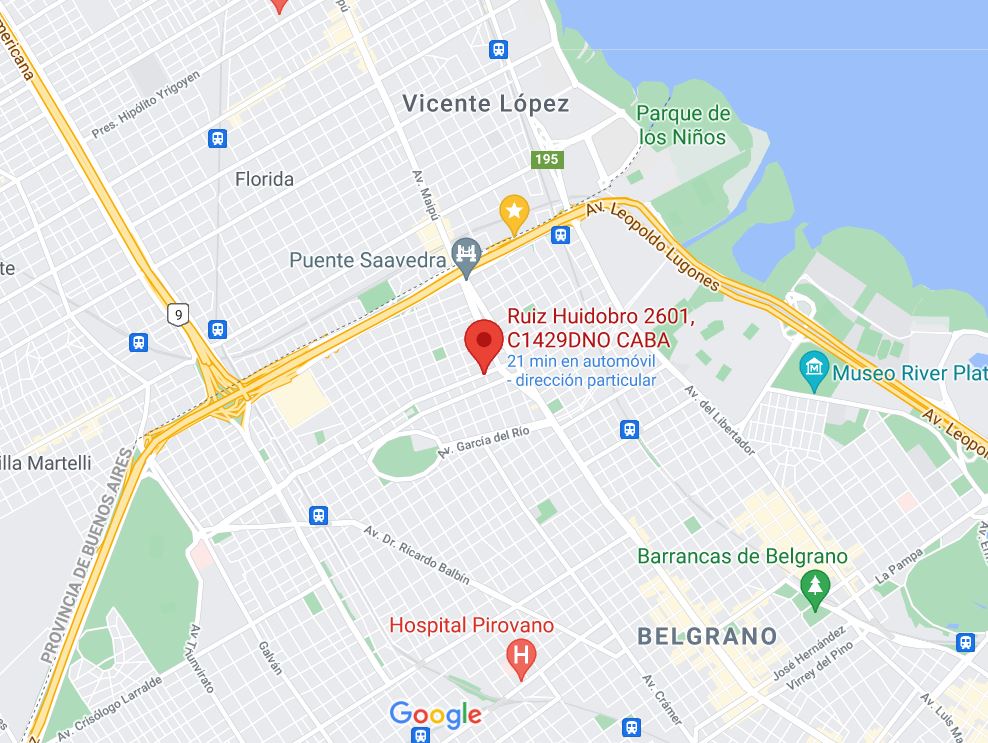 mericana
Pres. Hipólito Yrigoyen
Vicente López
Parque de
los Niños
195
Florida
Av. Maipú
Av. Leopoldo Lugones
Puente Saavedra
9
Ruiz Huidobro 2601,
C1429DNO CABA
21 min en automóvil
- dirección particular
Museo River Plat
Av. del Libertador
Av. Leopol
Av. García del Río
illa Martelli
PROVINCIA DE BUENOS AIRES
Av. Dr. Ricardo Balbín
Barrancas de Belgrano
La Pampa
Hospital Pirovano
H
BELGRANO
José Hernández
Virrey del Pino
Av. Triunvirato
Galván
Av. Crisólogo Larralde
Av. Crámer
Av. Luis Ma
Google